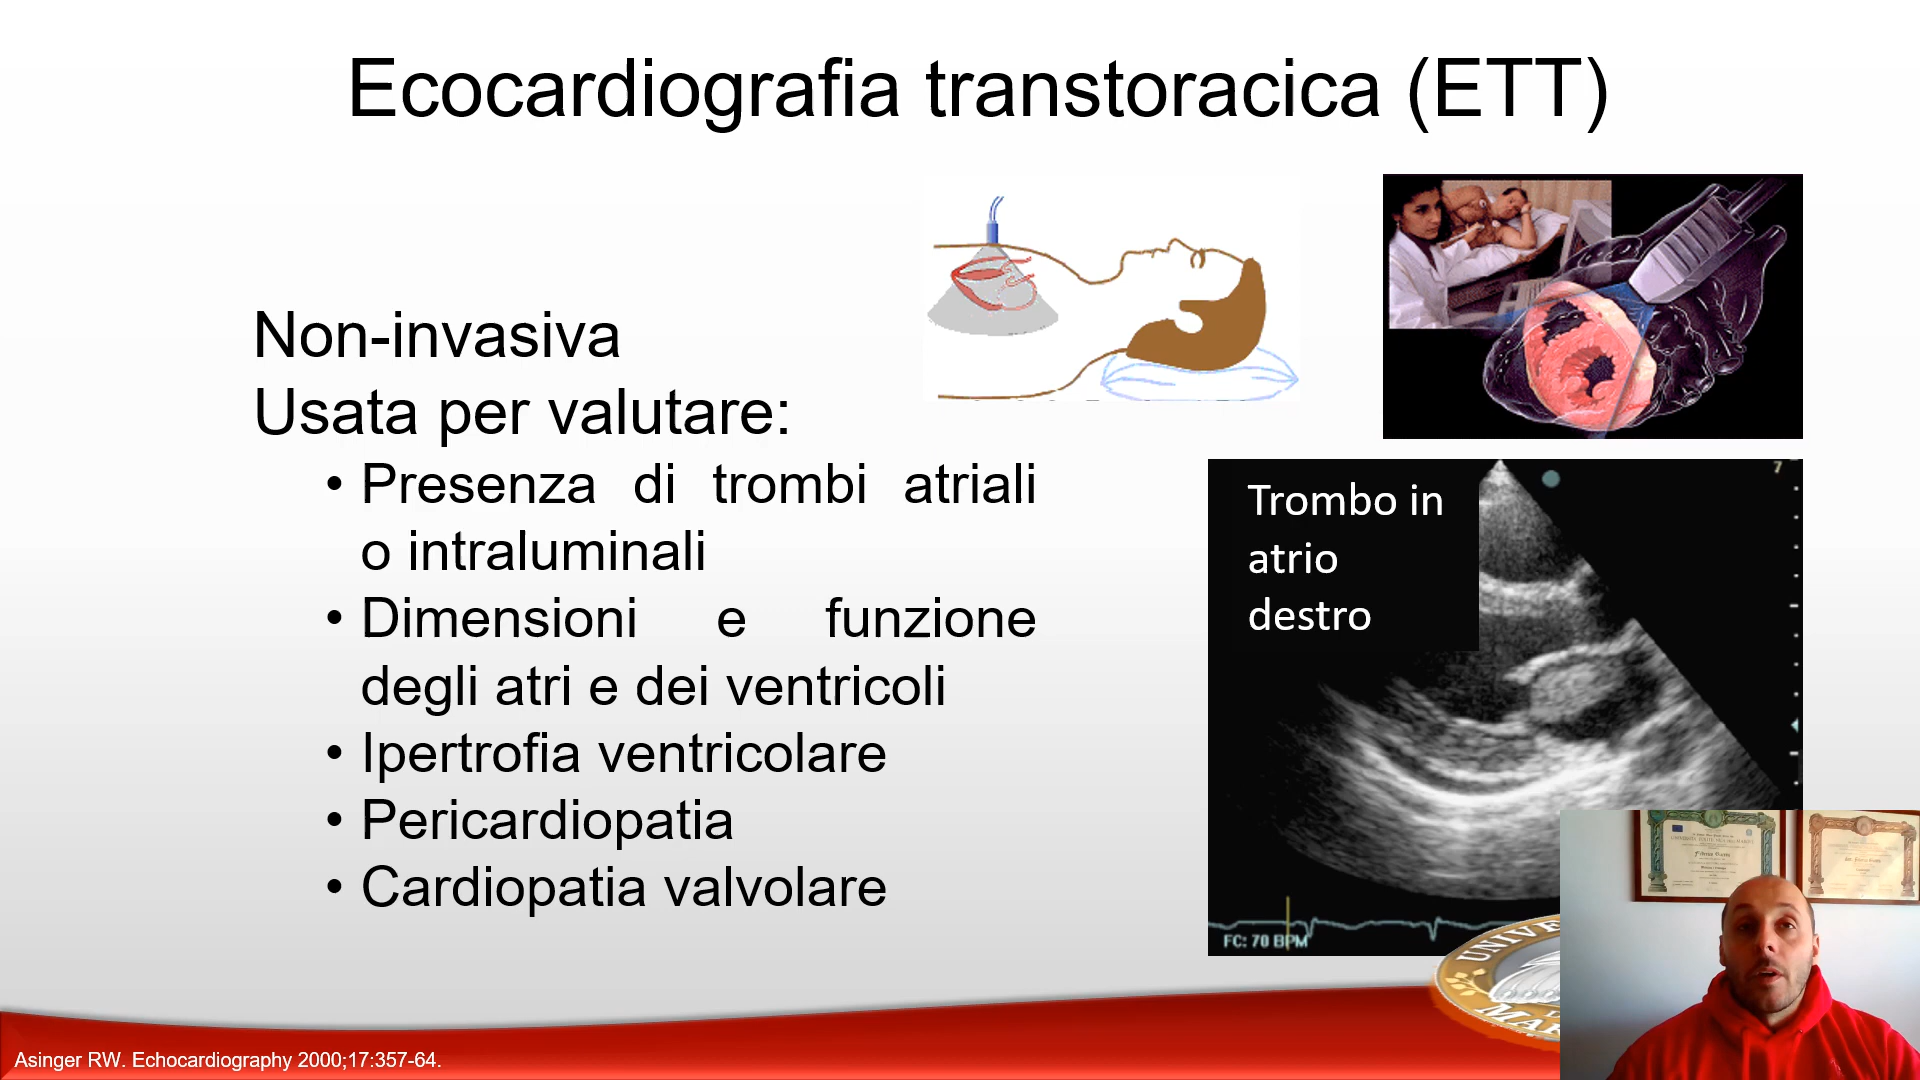 Ecocardiografia transtoracica (ETT)
Non-invasiva
Usata per valutare:
• Presenza di trombi atriali
o intraluminali
• Dimensioni e funzione
degli atri e dei ventricoli
• Ipertrofia ventricolare
• Pericardiopatia
• Cardiopatia valvolare
Trombo in
atrio
destro
7
FC: 70 BPM
Asinger RW. Echocardiography 2000;17:357-64.